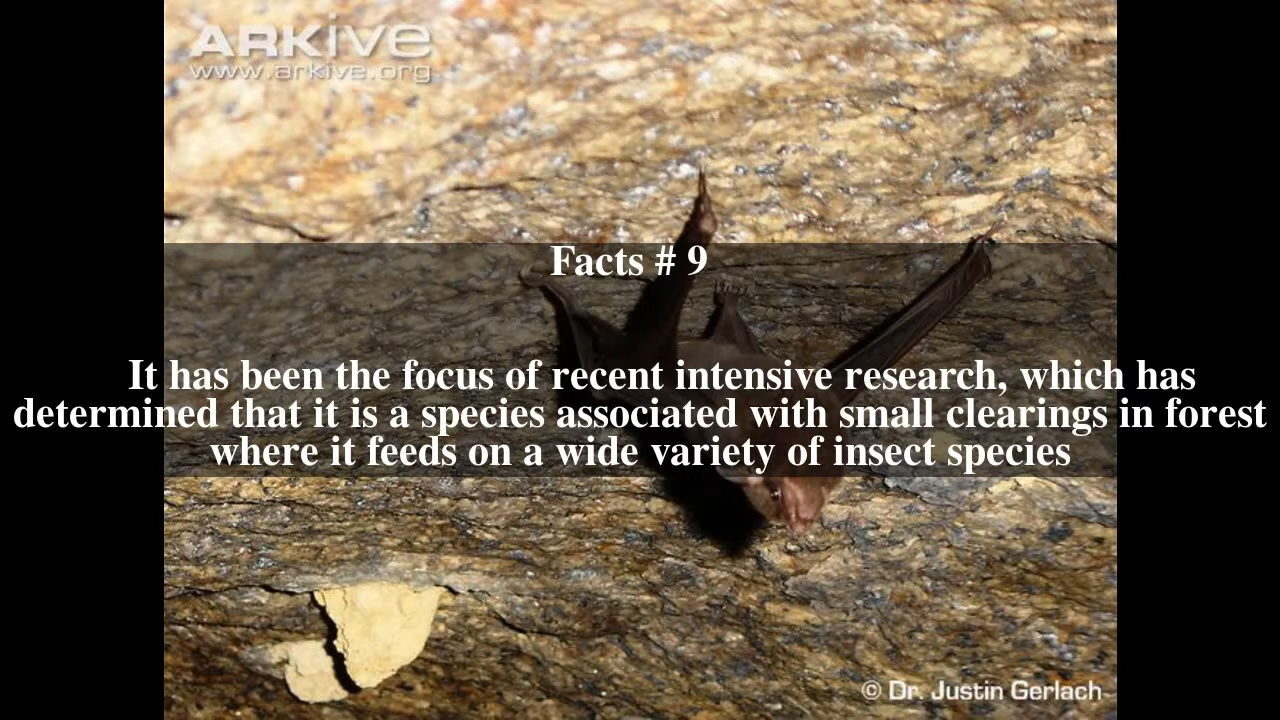 ARKive
www.arkive.org
Facts # 9
It has been the focus of recent intensive research, which has
determined that it is a species associated with small clearings in forest
where it feeds on a wide variety of insect species
© Dr. Justin Gerlach